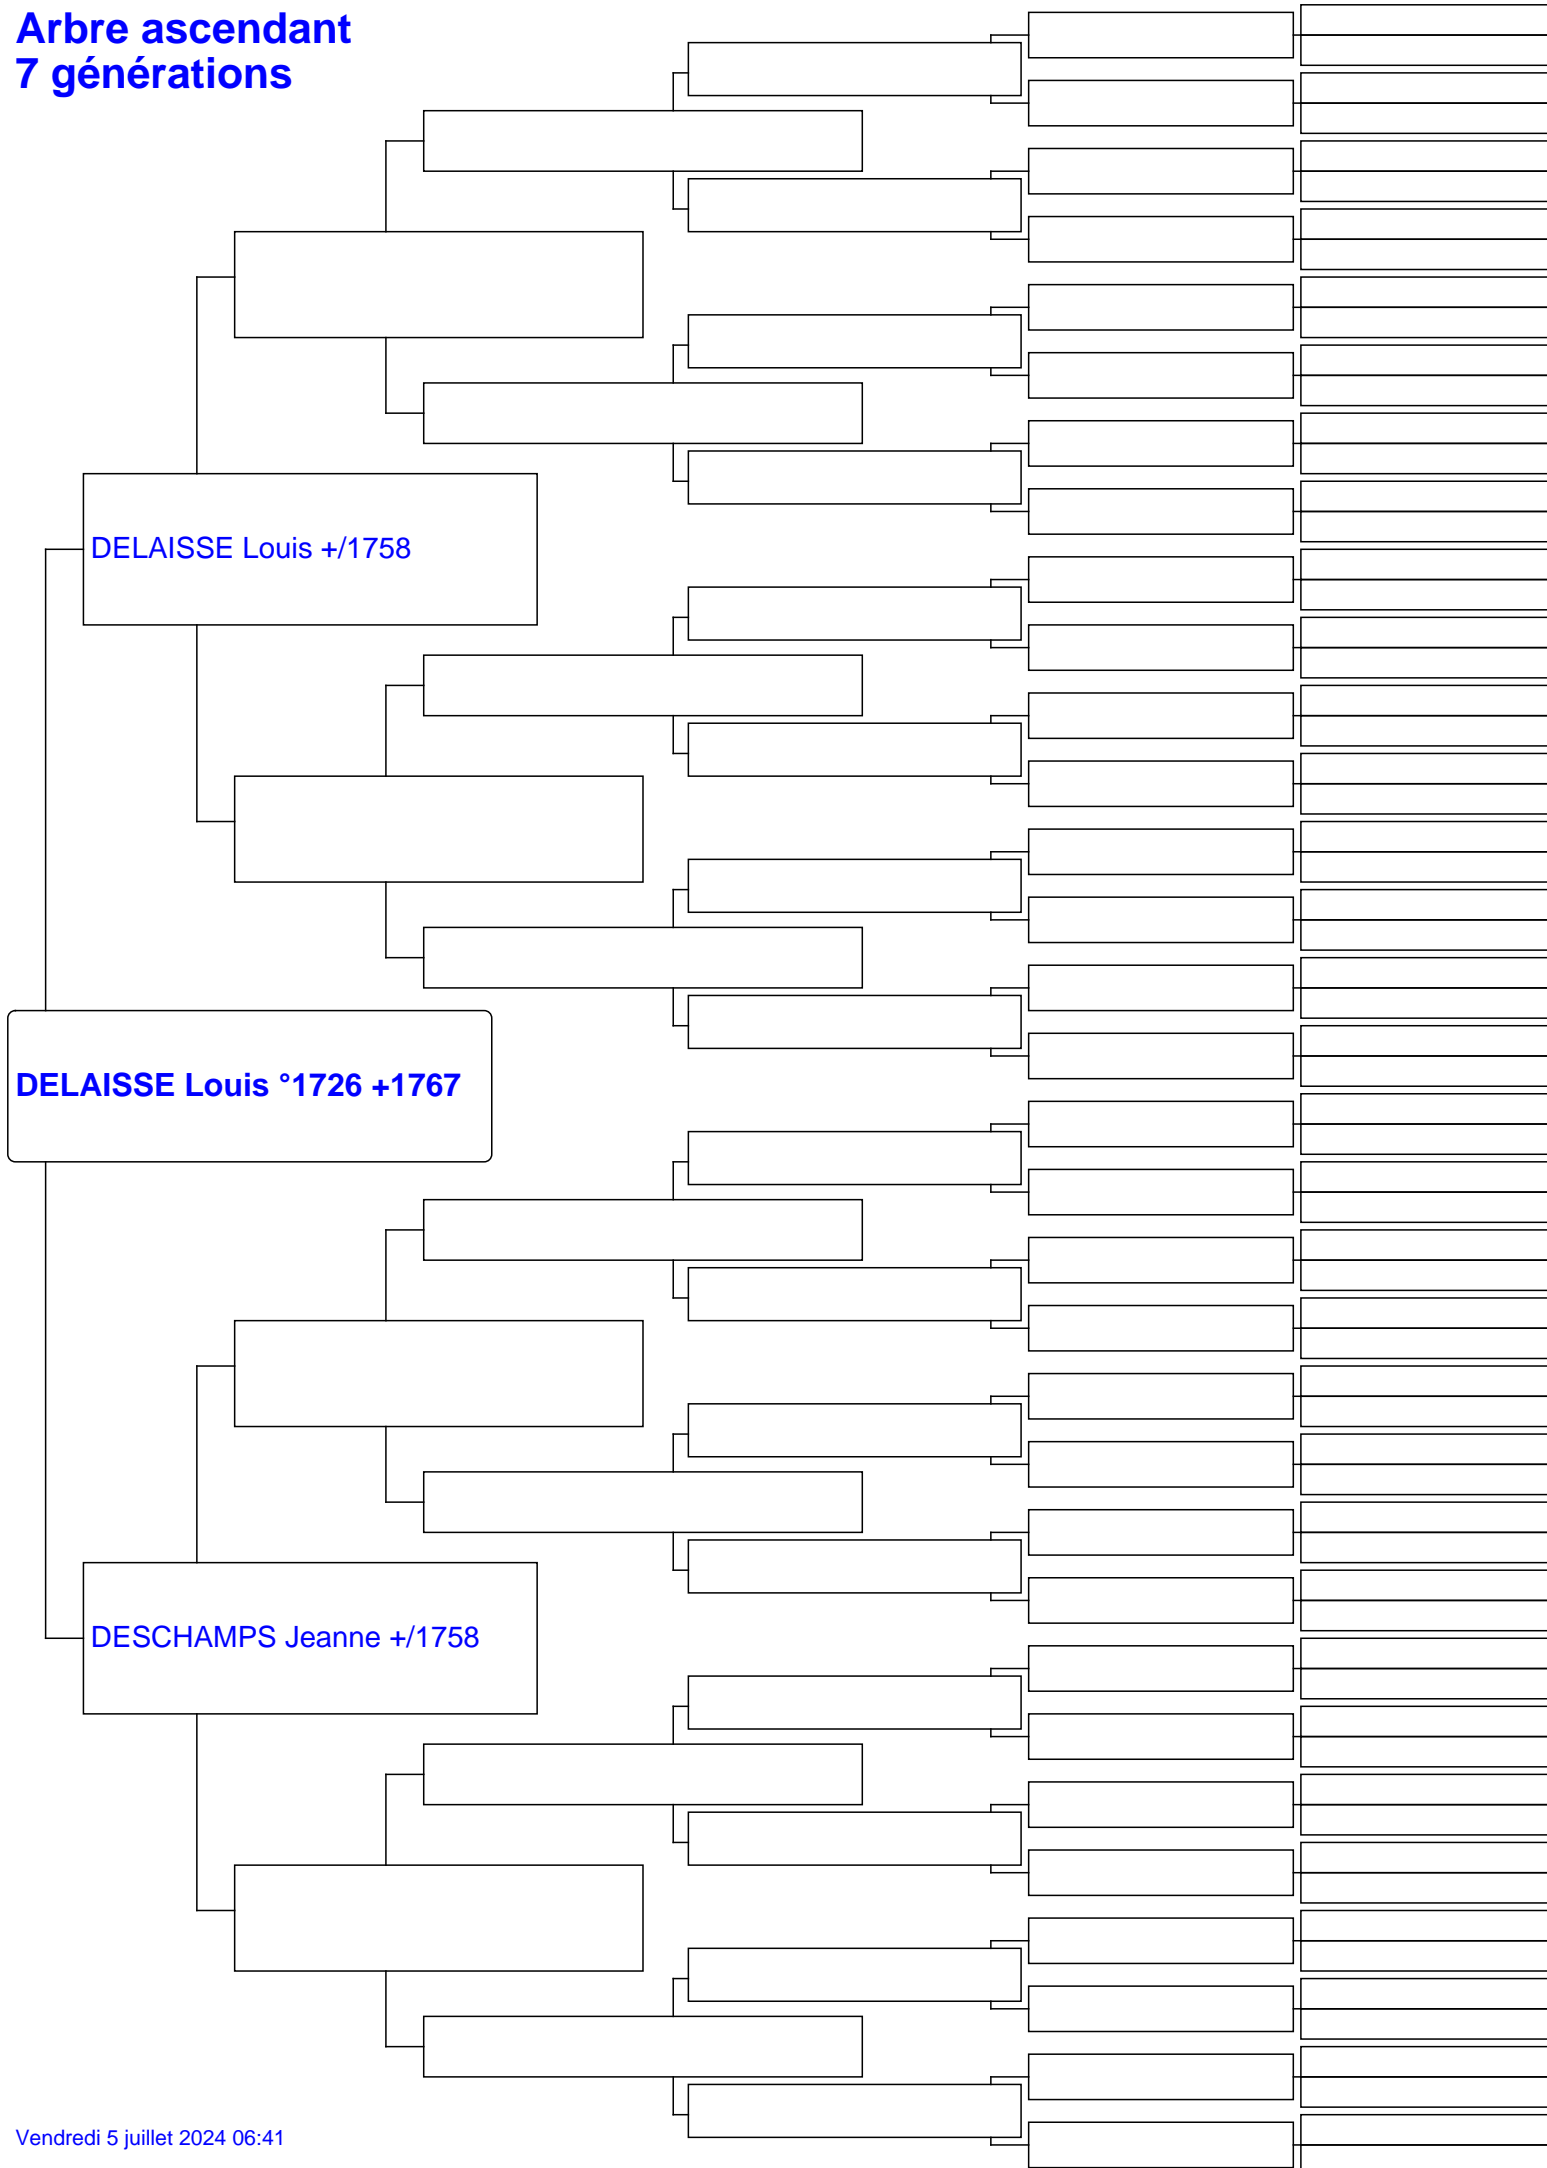 Arbre ascendant
7 générations
DELAISSE Louis +/1758
DELAISSE Louis °1726 +1767
DESCHAMPS Jeanne +/1758
Vendredi 5 juillet 2024 06:41